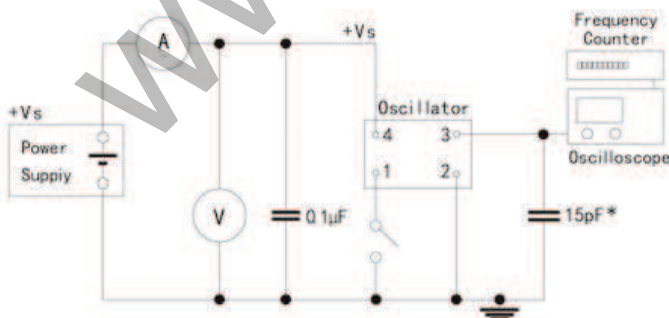 Frequency
Counter
A
+Vs
Oscillator
+Vs
4 3
Power
Suppiy
1 2
Oscilloscope
V
0.1μF
15pF*